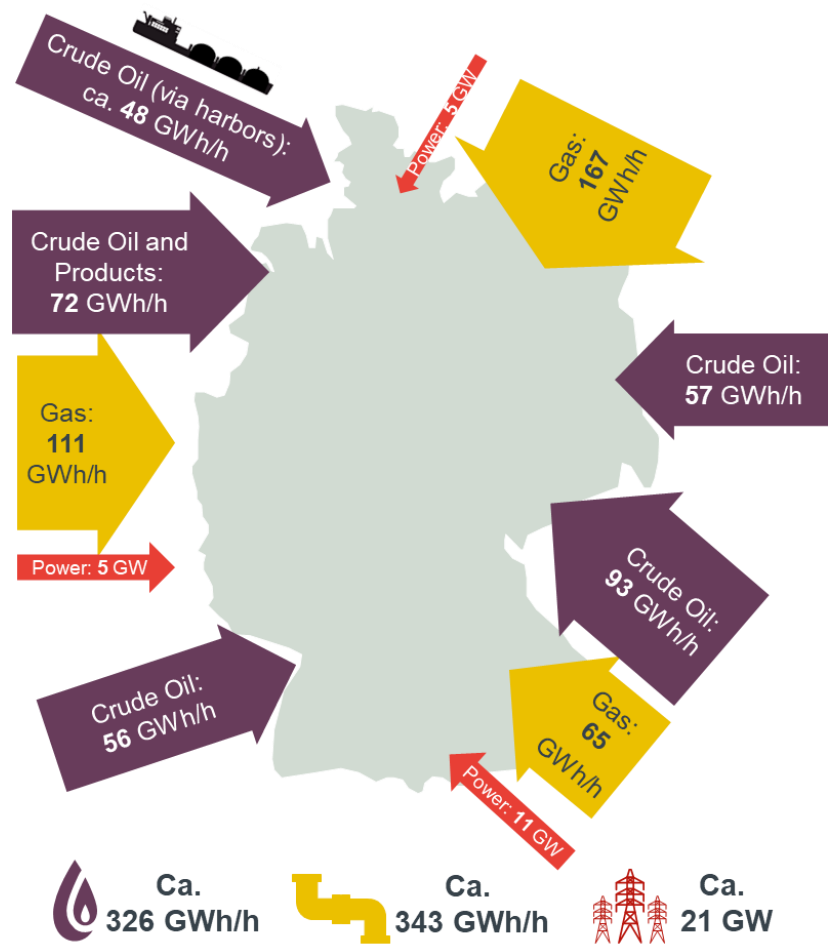 Crude Oil (via harbors):
ca. 48 GWh/h
Power: 5 GW
Gas:
167
GWh/h
Crude Oil and
Products:
72 GWh/h
Crude Oil:
57 GWh/h
Gas:
111
GWh/h
Power: 5 GW
Crude Oil:
93 GWh/h
Crude Oil:
56 GWh/h
Gas:
65
GWh/h
Power: 11 GW
Ca.
326 GWh/h
Ca.
343 GWh/h
Ca.
21 GW